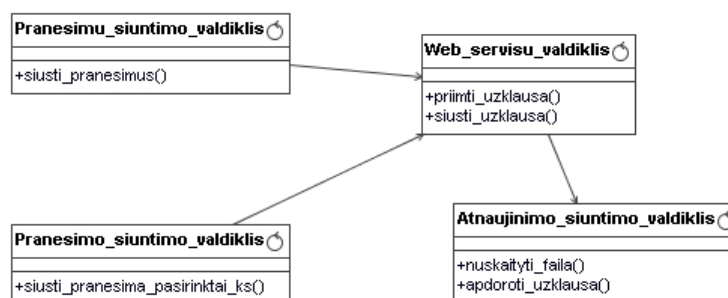 Pranesimu_siuntimo_valdiklis
+siusti_pranesimus()
Web_servisu_valdiklis
+priimti_uzklausa()
+siusti_uzklausa()
Pranesimo_siuntimo_valdiklis
+siusti_pranesima_pasirinktai_ks()
Atnaujinimo_siuntimo_valdiklis
+nuskaityti_faila()
+apdoroti_uzklausa()